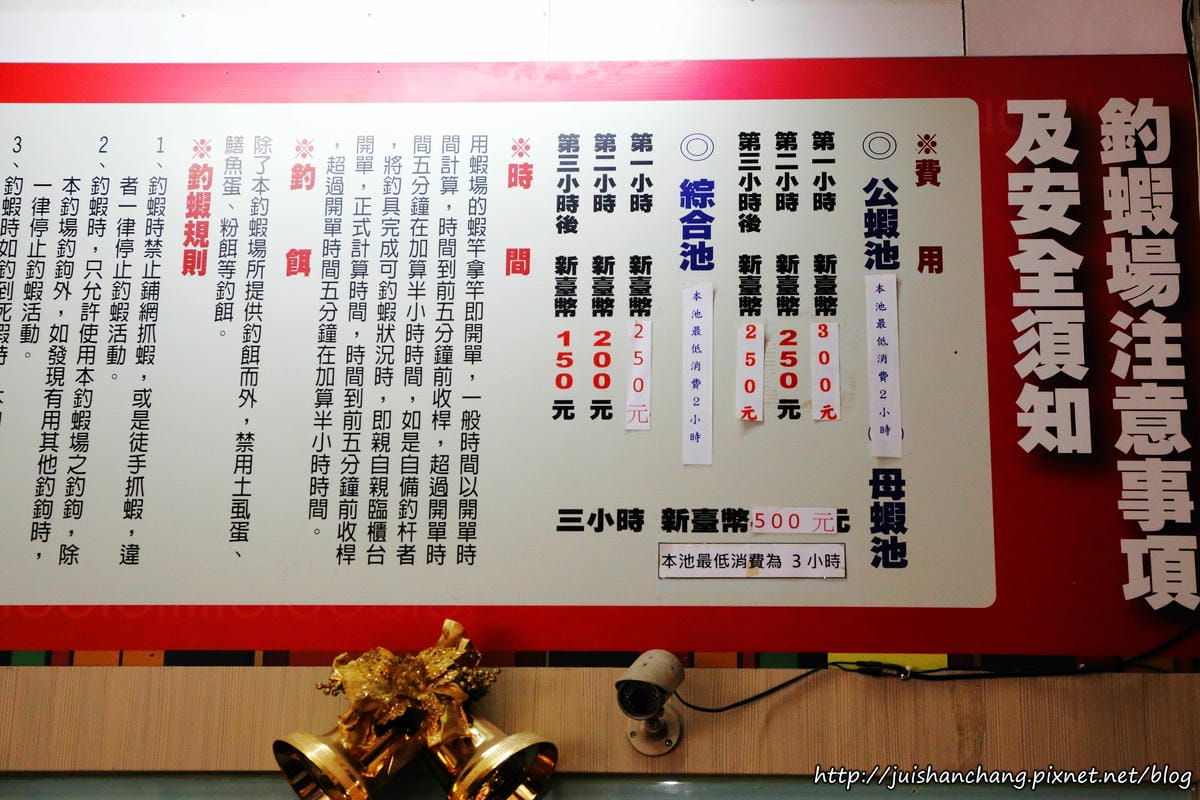 釣蝦場注意事項
及安全須知
※費用
◎公蝦池
本池最低消費2小時
母蝦池
第一小時 新臺幣300元
第二小時 新臺幣250元
第三小時後 新臺幣250元
三小時 新臺幣500元
本池最低消費為 3小時
◎綜合池
本池最低消費2小時
第一小時 新臺幣250元
第二小時 新臺幣200元
第三小時後 新臺幣150元
※時間
用蝦場的蝦竿拿竿即開單，一般時間以開單時
間計算，時間到前五分鐘前收桿，超過開單時
間五分鐘在加算半小時時間，如是自備釣杆者
，將釣具完成可釣蝦狀況時，即親自親臨櫃台
開單，正式計算時間，時間到前五分鐘前收桿
，超過開單時間五分鐘在加算半小時時間。
※釣餌
除了本釣蝦場所提供釣餌而外，禁用土虱蛋、
鱔魚蛋、粉餌等釣餌。
※釣蝦規則
1、釣蝦時禁止鋪網抓蝦，或是徒手抓蝦，違
者一律停止釣蝦活動。
2、釣蝦時，只允許使用本釣蝦場之釣鉤，除
本釣場釣鉤外，如發現有用其他釣鉤時，
一律停止釣蝦活動。
3、釣蝦時如釣到死蝦時
http://juishanchang.pixnet.net/blog